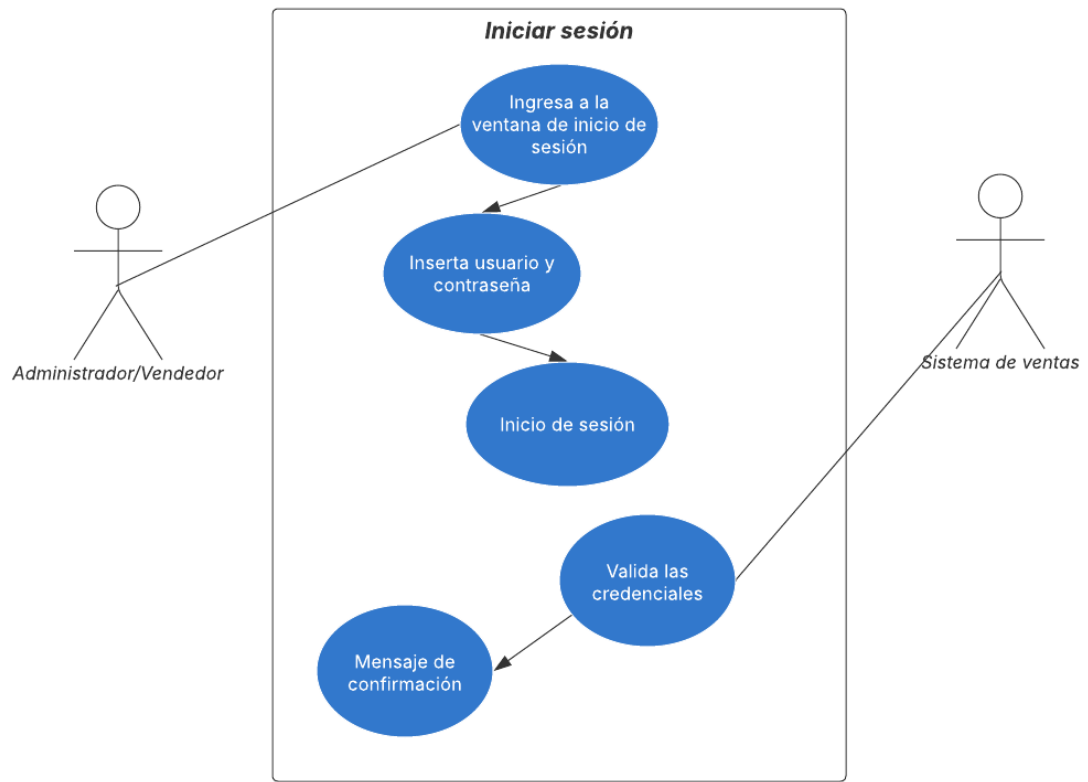 Iniciar sesión
Ingresa a la
ventana de inicio de
sesión
Inserta usuario y
contraseña
Administrador/Vendedor
Sistema de ventas
Inicio de sesión
Valida las
credenciales
Mensaje de
confirmación